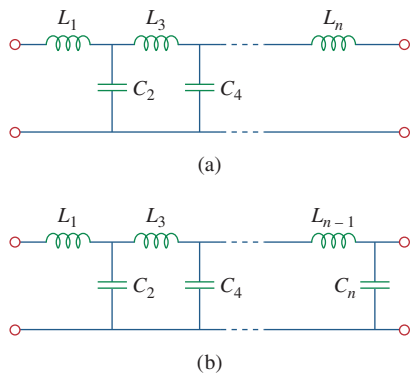 L₁ L₃ Lₙ
C₂ C₄
(a)
L₁ L₃ Lₙ₋₁
C₂ C₄ Cₙ
(b)